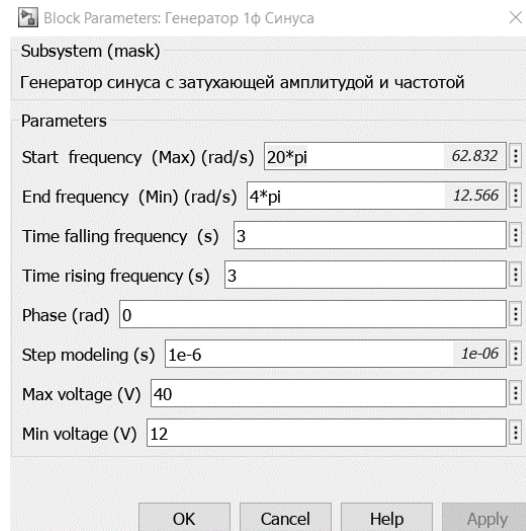 Block Parameters: Генератор 1ф Синуса
Subsystem (mask)
Генератор синуса с затухающей амплитудой и частотой
Parameters
Start frequency (Max) (rad/s) 20*pi 62.832
End frequency (Min) (rad/s) 4*pi 12.566
Time falling frequency (s) 3
Time rising frequency (s) 3
Phase (rad) 0
Step modeling (s) 1e-6 1e-06
Max voltage (V) 40
Min voltage (V) 12
OK Cancel Help Apply